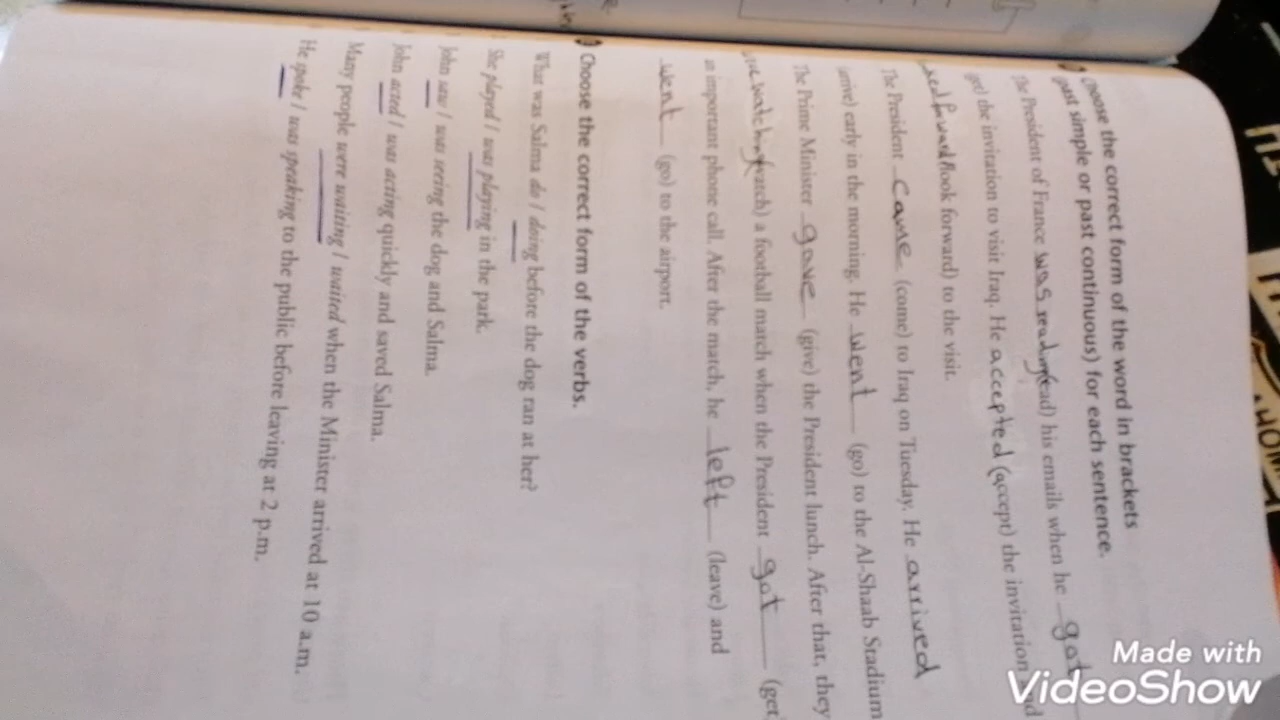 Choose the correct form of the word in brackets
(past simple or past continuous) for each sentence.
The President of France was reading (read) his emails when he got
(get) the invitation to visit Iraq. He accepted (accept) the invitation and
forward (look forward) to the visit.
The President came (come) to Iraq on Tuesday. He arrived
(arrive) early in the morning. He went (go) to the Al-Shaab Stadium
The Prime Minister gave (give) the President lunch. After that, they
watching (watch) a football match when the President got (get)
an important phone call. After the match, he left (leave) and
went (go) to the airport.
Choose the correct form of the verbs.
What was Salma do / doing before the dog ran at her?
She played / was playing in the park.
John saw / was seeing the dog and Salma.
John acted / was acting quickly and saved Salma.
Many people were waiting / waited when the Minister arrived at 10 a.m.
He spoke / was speaking to the public before leaving at 2 p.m.
Made with
VideoShow